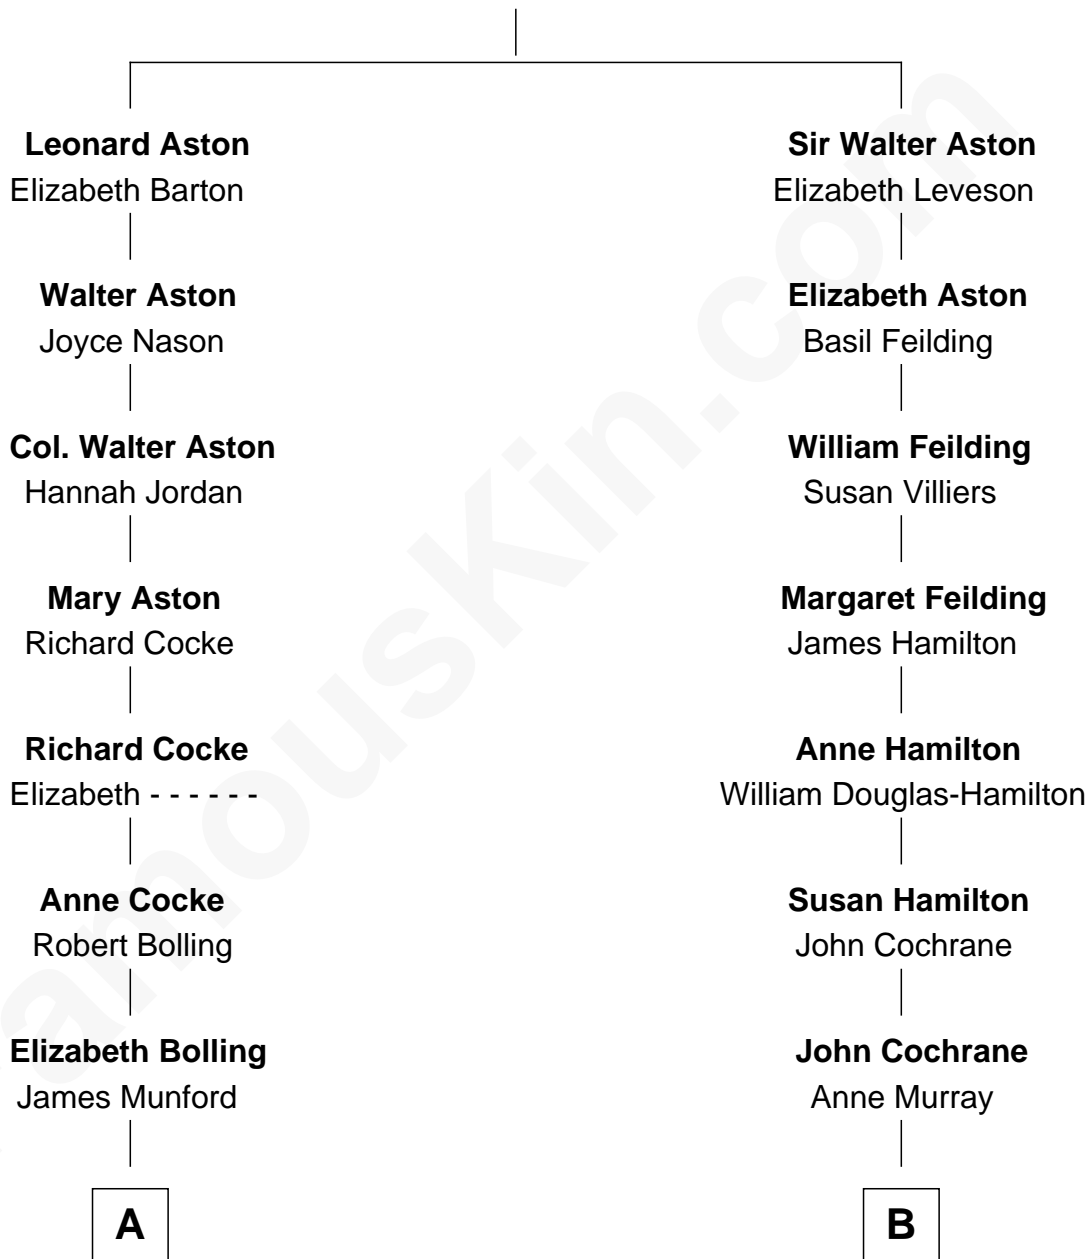 Leonard Aston
Elizabeth Barton
Walter Aston
Joyce Nason
Col. Walter Aston
Hannah Jordan
Mary Aston
Richard Cocke
Richard Cocke
Elizabeth - - - - - -
Anne Cocke
Robert Bolling
Elizabeth Bolling
James Munford
A
Sir Walter Aston
Elizabeth Leveson
Elizabeth Aston
Basil Feilding
William Feilding
Susan Villiers
Margaret Feilding
James Hamilton
Anne Hamilton
William Douglas-Hamilton
Susan Hamilton
John Cochrane
John Cochrane
Anne Murray
B
amousKin.com